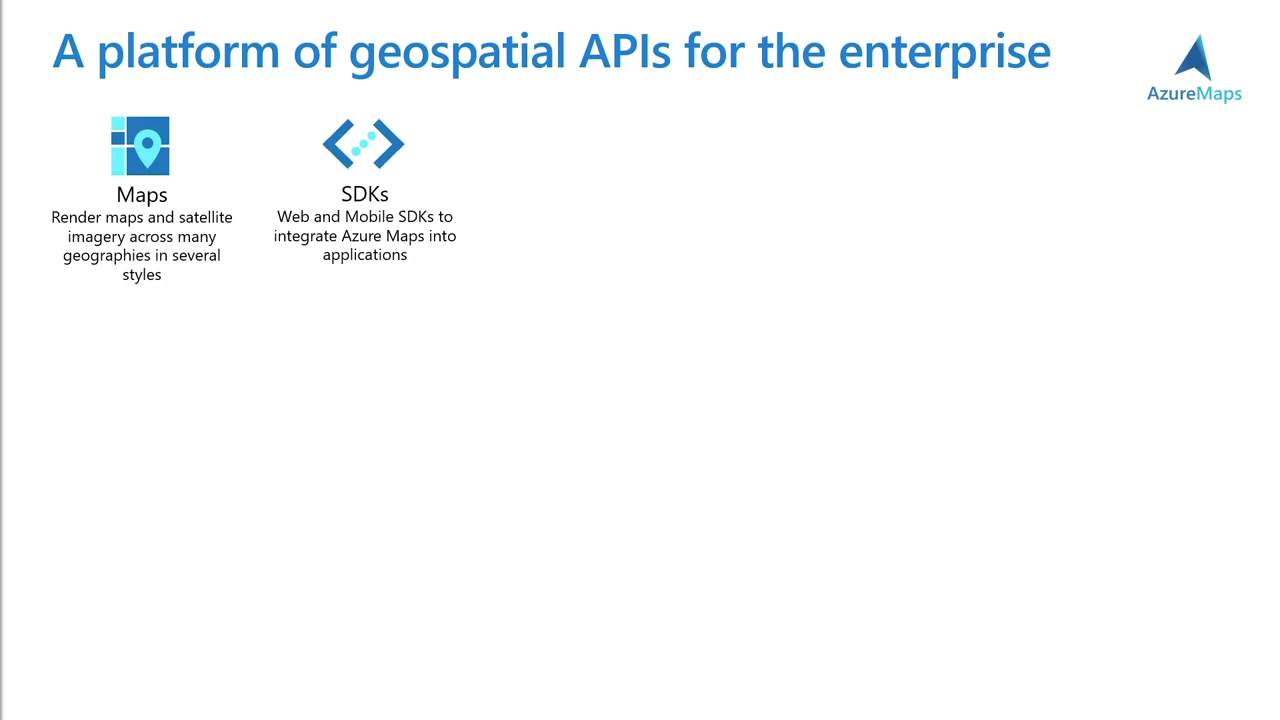 A platform of geospatial APIs for the enterprise
AzureMaps
Maps
Render maps and satellite
imagery across many
geographies in several
styles
SDKs
Web and Mobile SDKs to
integrate Azure Maps into
applications